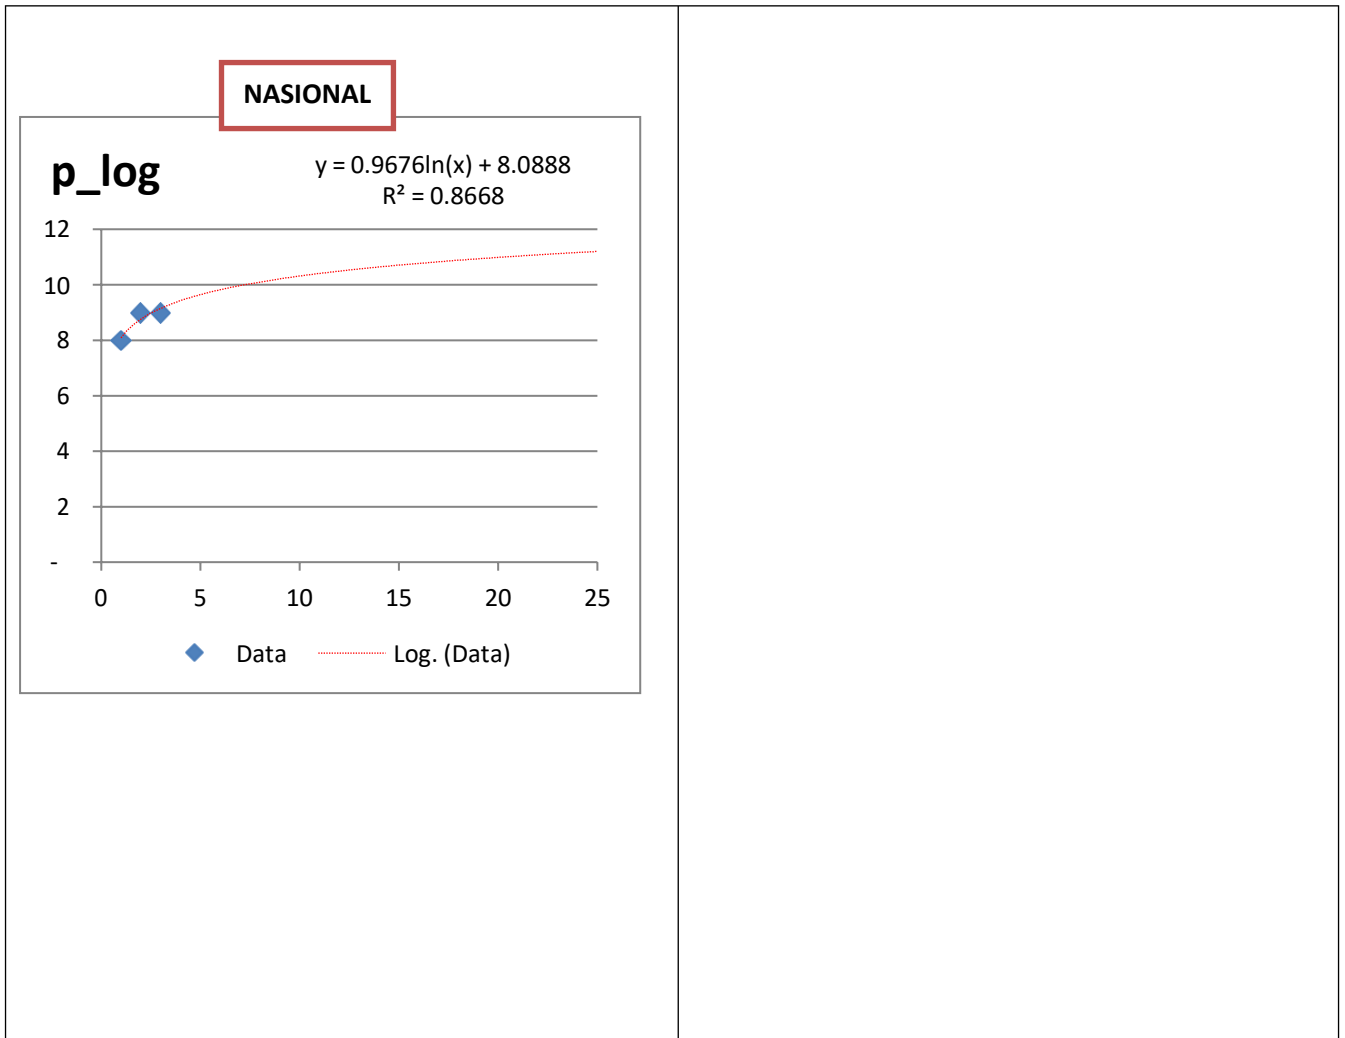 NASIONAL
p_log
y = 0.9676ln(x) + 8.0888
R² = 0.8668
12
10
8
6
4
2
-
0 5 10 15 20 25
Data Log. (Data)